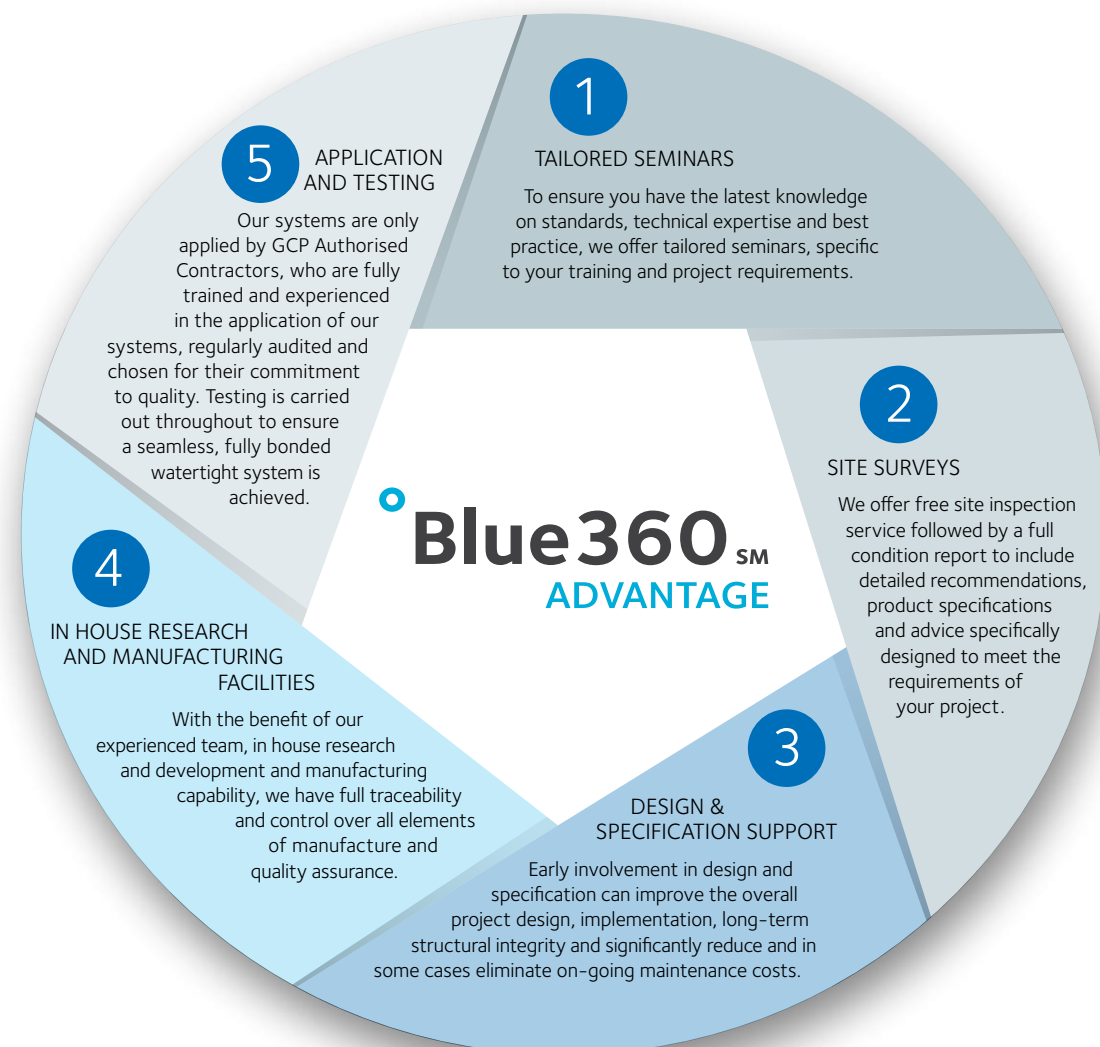 1
TAILORED SEMINARS
To ensure you have the latest knowledge
on standards, technical expertise and best
practice, we offer tailored seminars, specific
to your training and project requirements.
2
SITE SURVEYS
We offer free site inspection
service followed by a full
condition report to include
detailed recommendations,
product specifications
and advice specifically
designed to meet the
requirements of
your project.
3
DESIGN &
SPECIFICATION SUPPORT
Early involvement in design and
specification can improve the overall
project design, implementation, long-term
structural integrity and significantly reduce and in
some cases eliminate on-going maintenance costs.
4
IN HOUSE RESEARCH
AND MANUFACTURING
FACILITIES
With the benefit of our
experienced team, in house research
and development and manufacturing
capability, we have full traceability
and control over all elements
of manufacture and
quality assurance.
5
APPLICATION
AND TESTING
Our systems are only
applied by GCP Authorised
Contractors, who are fully
trained and experienced
in the application of our
systems, regularly audited and
chosen for their commitment
to quality. Testing is carried
out throughout to ensure
a seamless, fully bonded
watertight system is
achieved.
Blue360 SM
ADVANTAGE